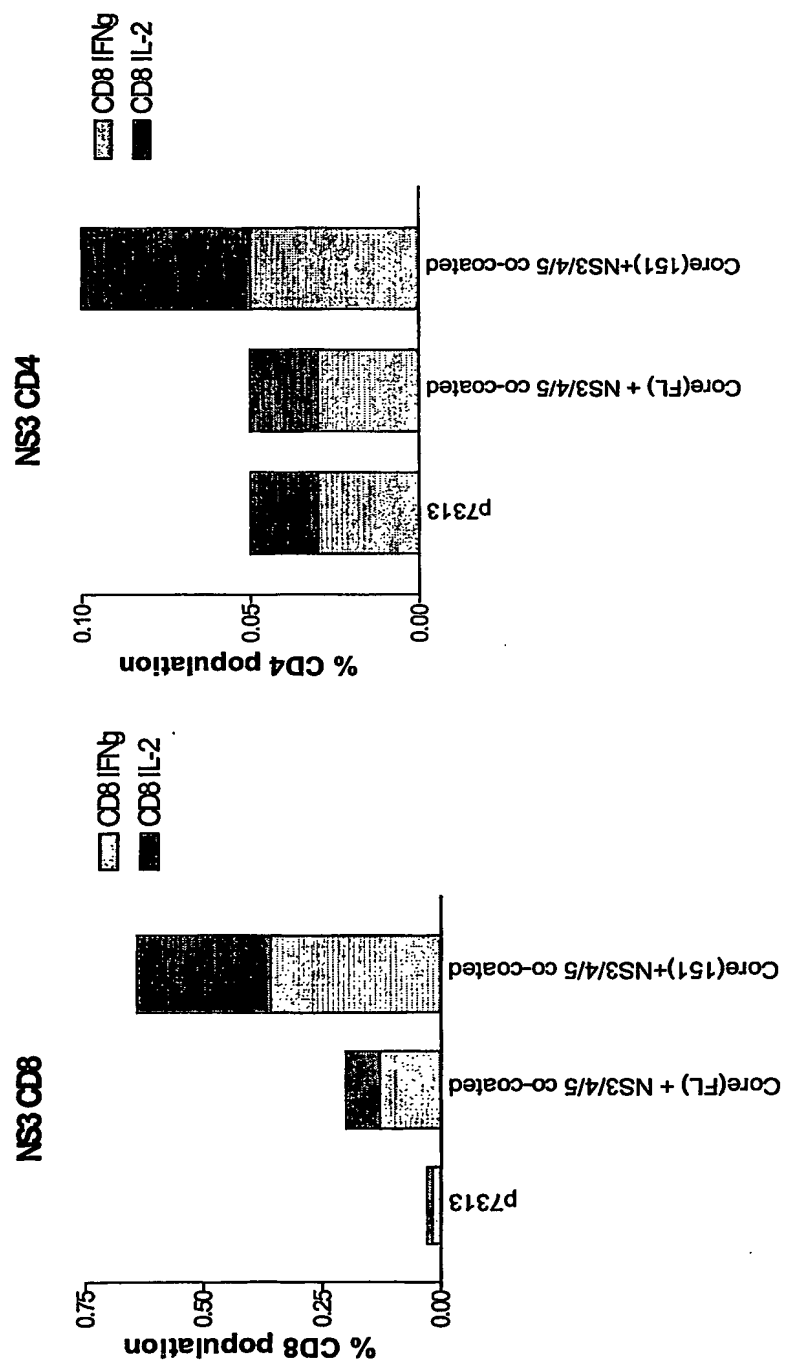 NS3 CD8
CD8 IFNg
CD8 IL-2
% CD8 population
0.75
0.50
0.25
0.00
p7313
Core(FL) + NS3/4/5 co-coated
Core(151)+NS3/4/5 co-coated
NS3 CD4
CD8 IFNg
CD8 IL-2
% CD4 population
0.10
0.05
0.00
p7313
Core(FL) + NS3/4/5 co-coated
Core(151)+NS3/4/5 co-coated